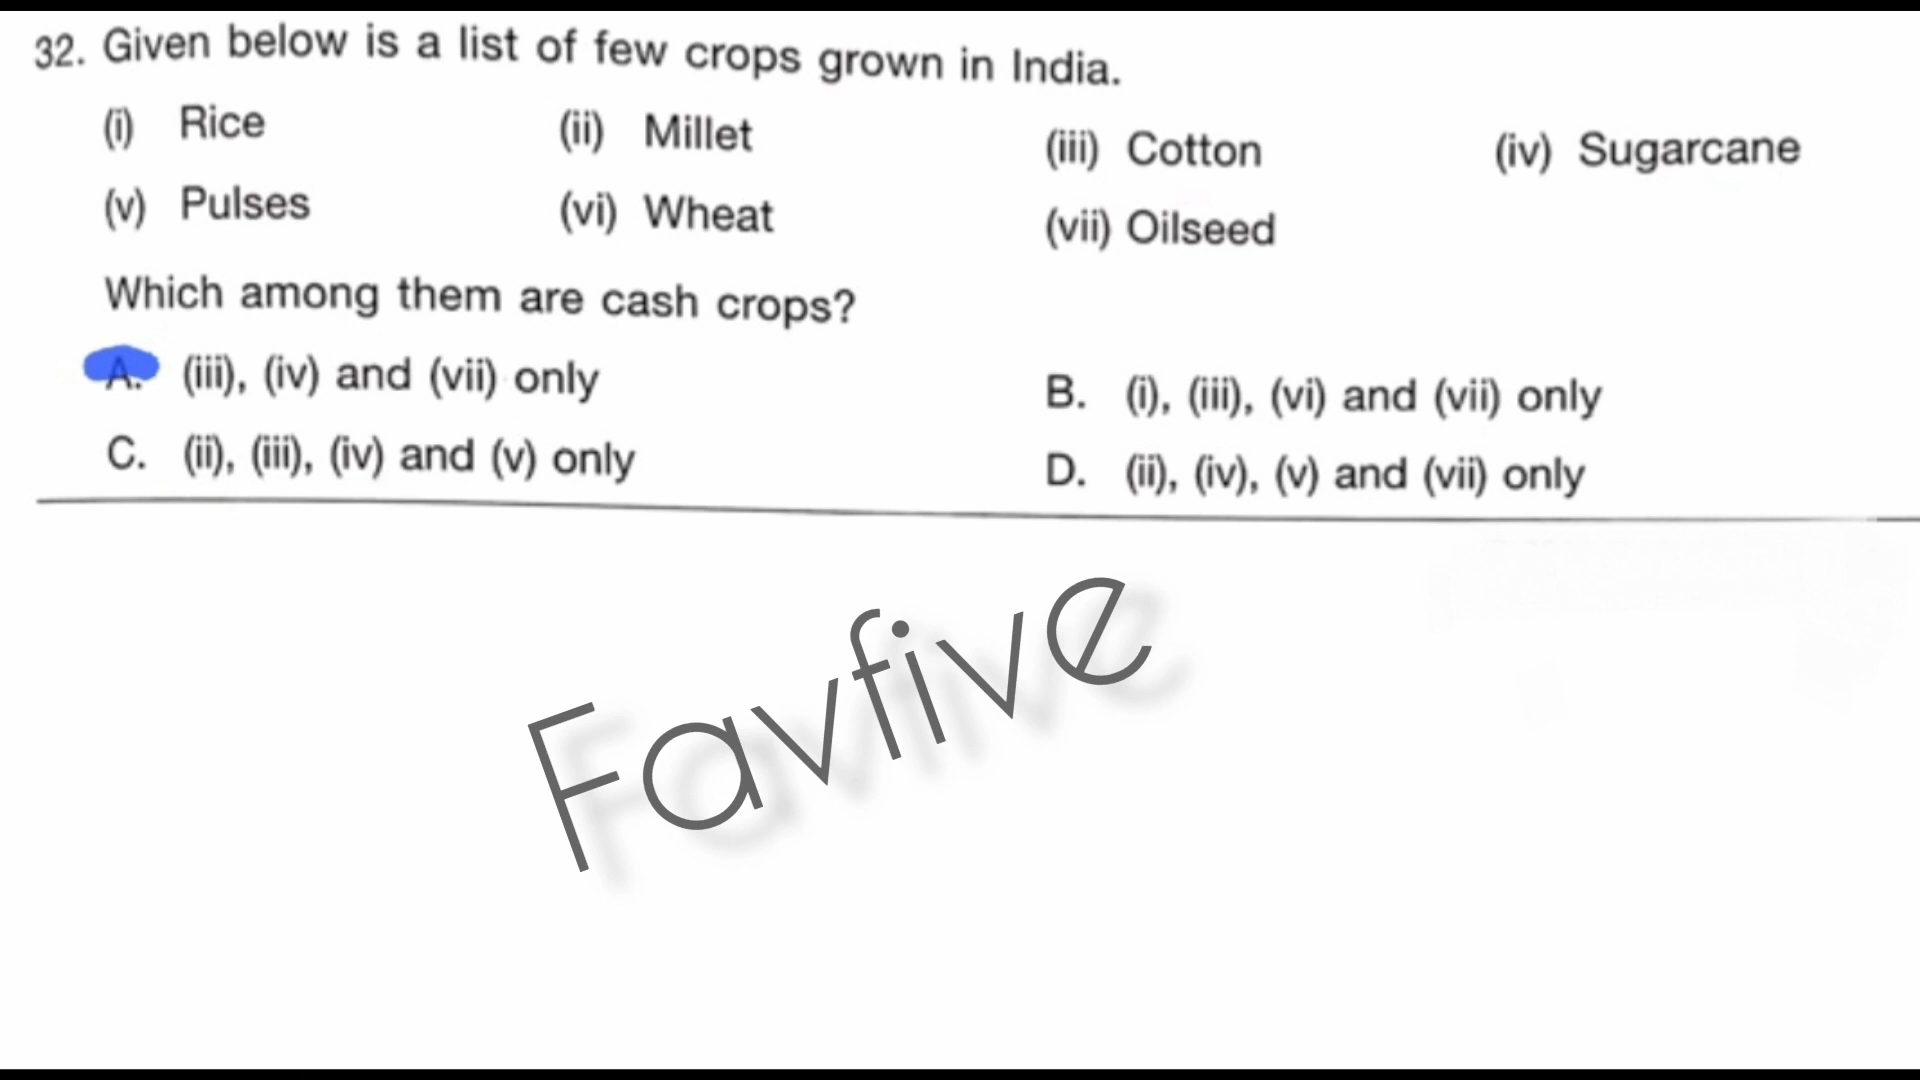 32. Given below is a list of few crops grown in India.
(i) Rice (ii) Millet (iii) Cotton (iv) Sugarcane
(v) Pulses (vi) Wheat (vii) Oilseed
Which among them are cash crops?
A. (iii), (iv) and (vii) only B. (i), (iii), (vi) and (vii) only
C. (ii), (iii), (iv) and (v) only D. (ii), (iv), (v) and (vii) only
Favfive